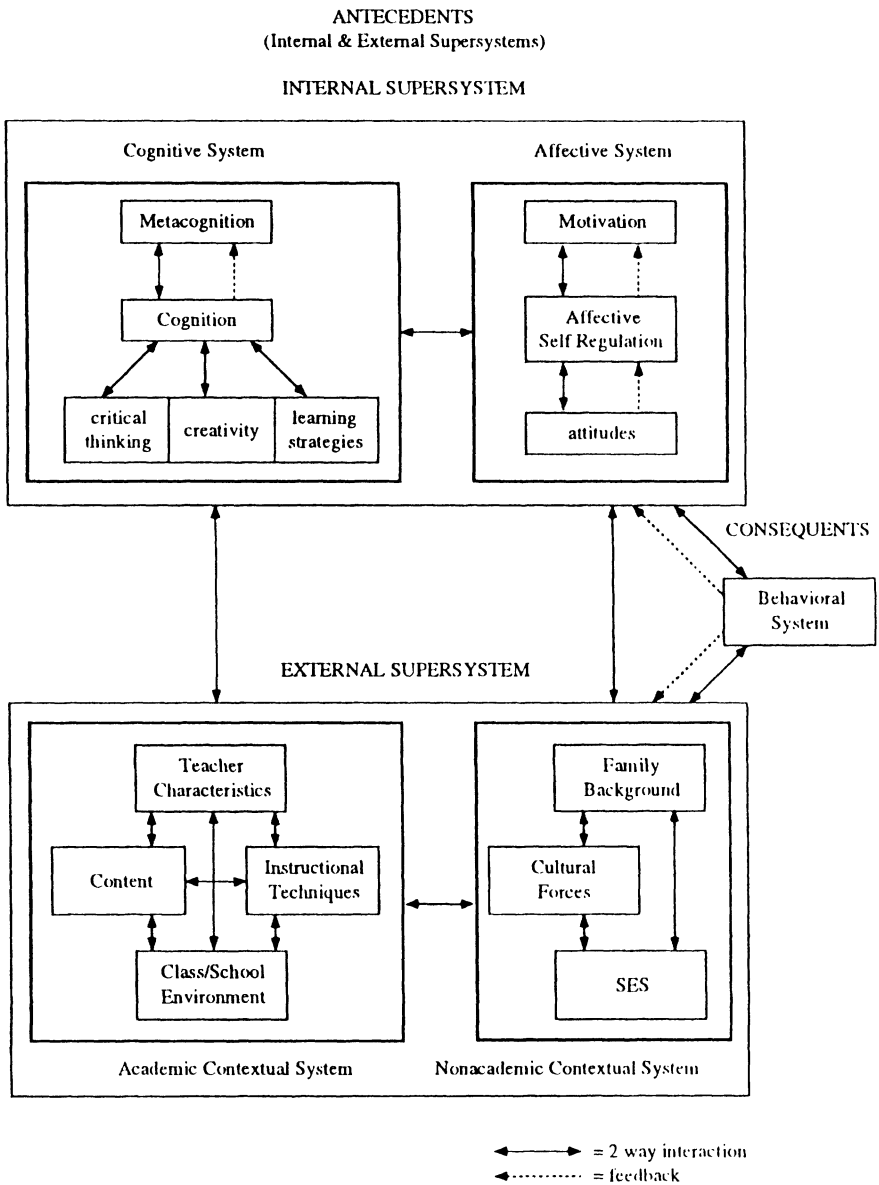 ANTECEDENTS
(Internal & External Supersystems)
INTERNAL SUPERSYSTEM
Cognitive System
Affective System
Metacognition
Cognition
critical
thinking
creativity
learning
strategies
Motivation
Affective
Self Regulation
attitudes
CONSEQUENTS
Behavioral
System
EXTERNAL SUPERSYSTEM
Teacher
Characteristics
Content
Instructional
Techniques
Class/School
Environment
Family
Background
Cultural
Forces
SES
Academic Contextual System
Nonacademic Contextual System
= 2 way interaction
= feedback